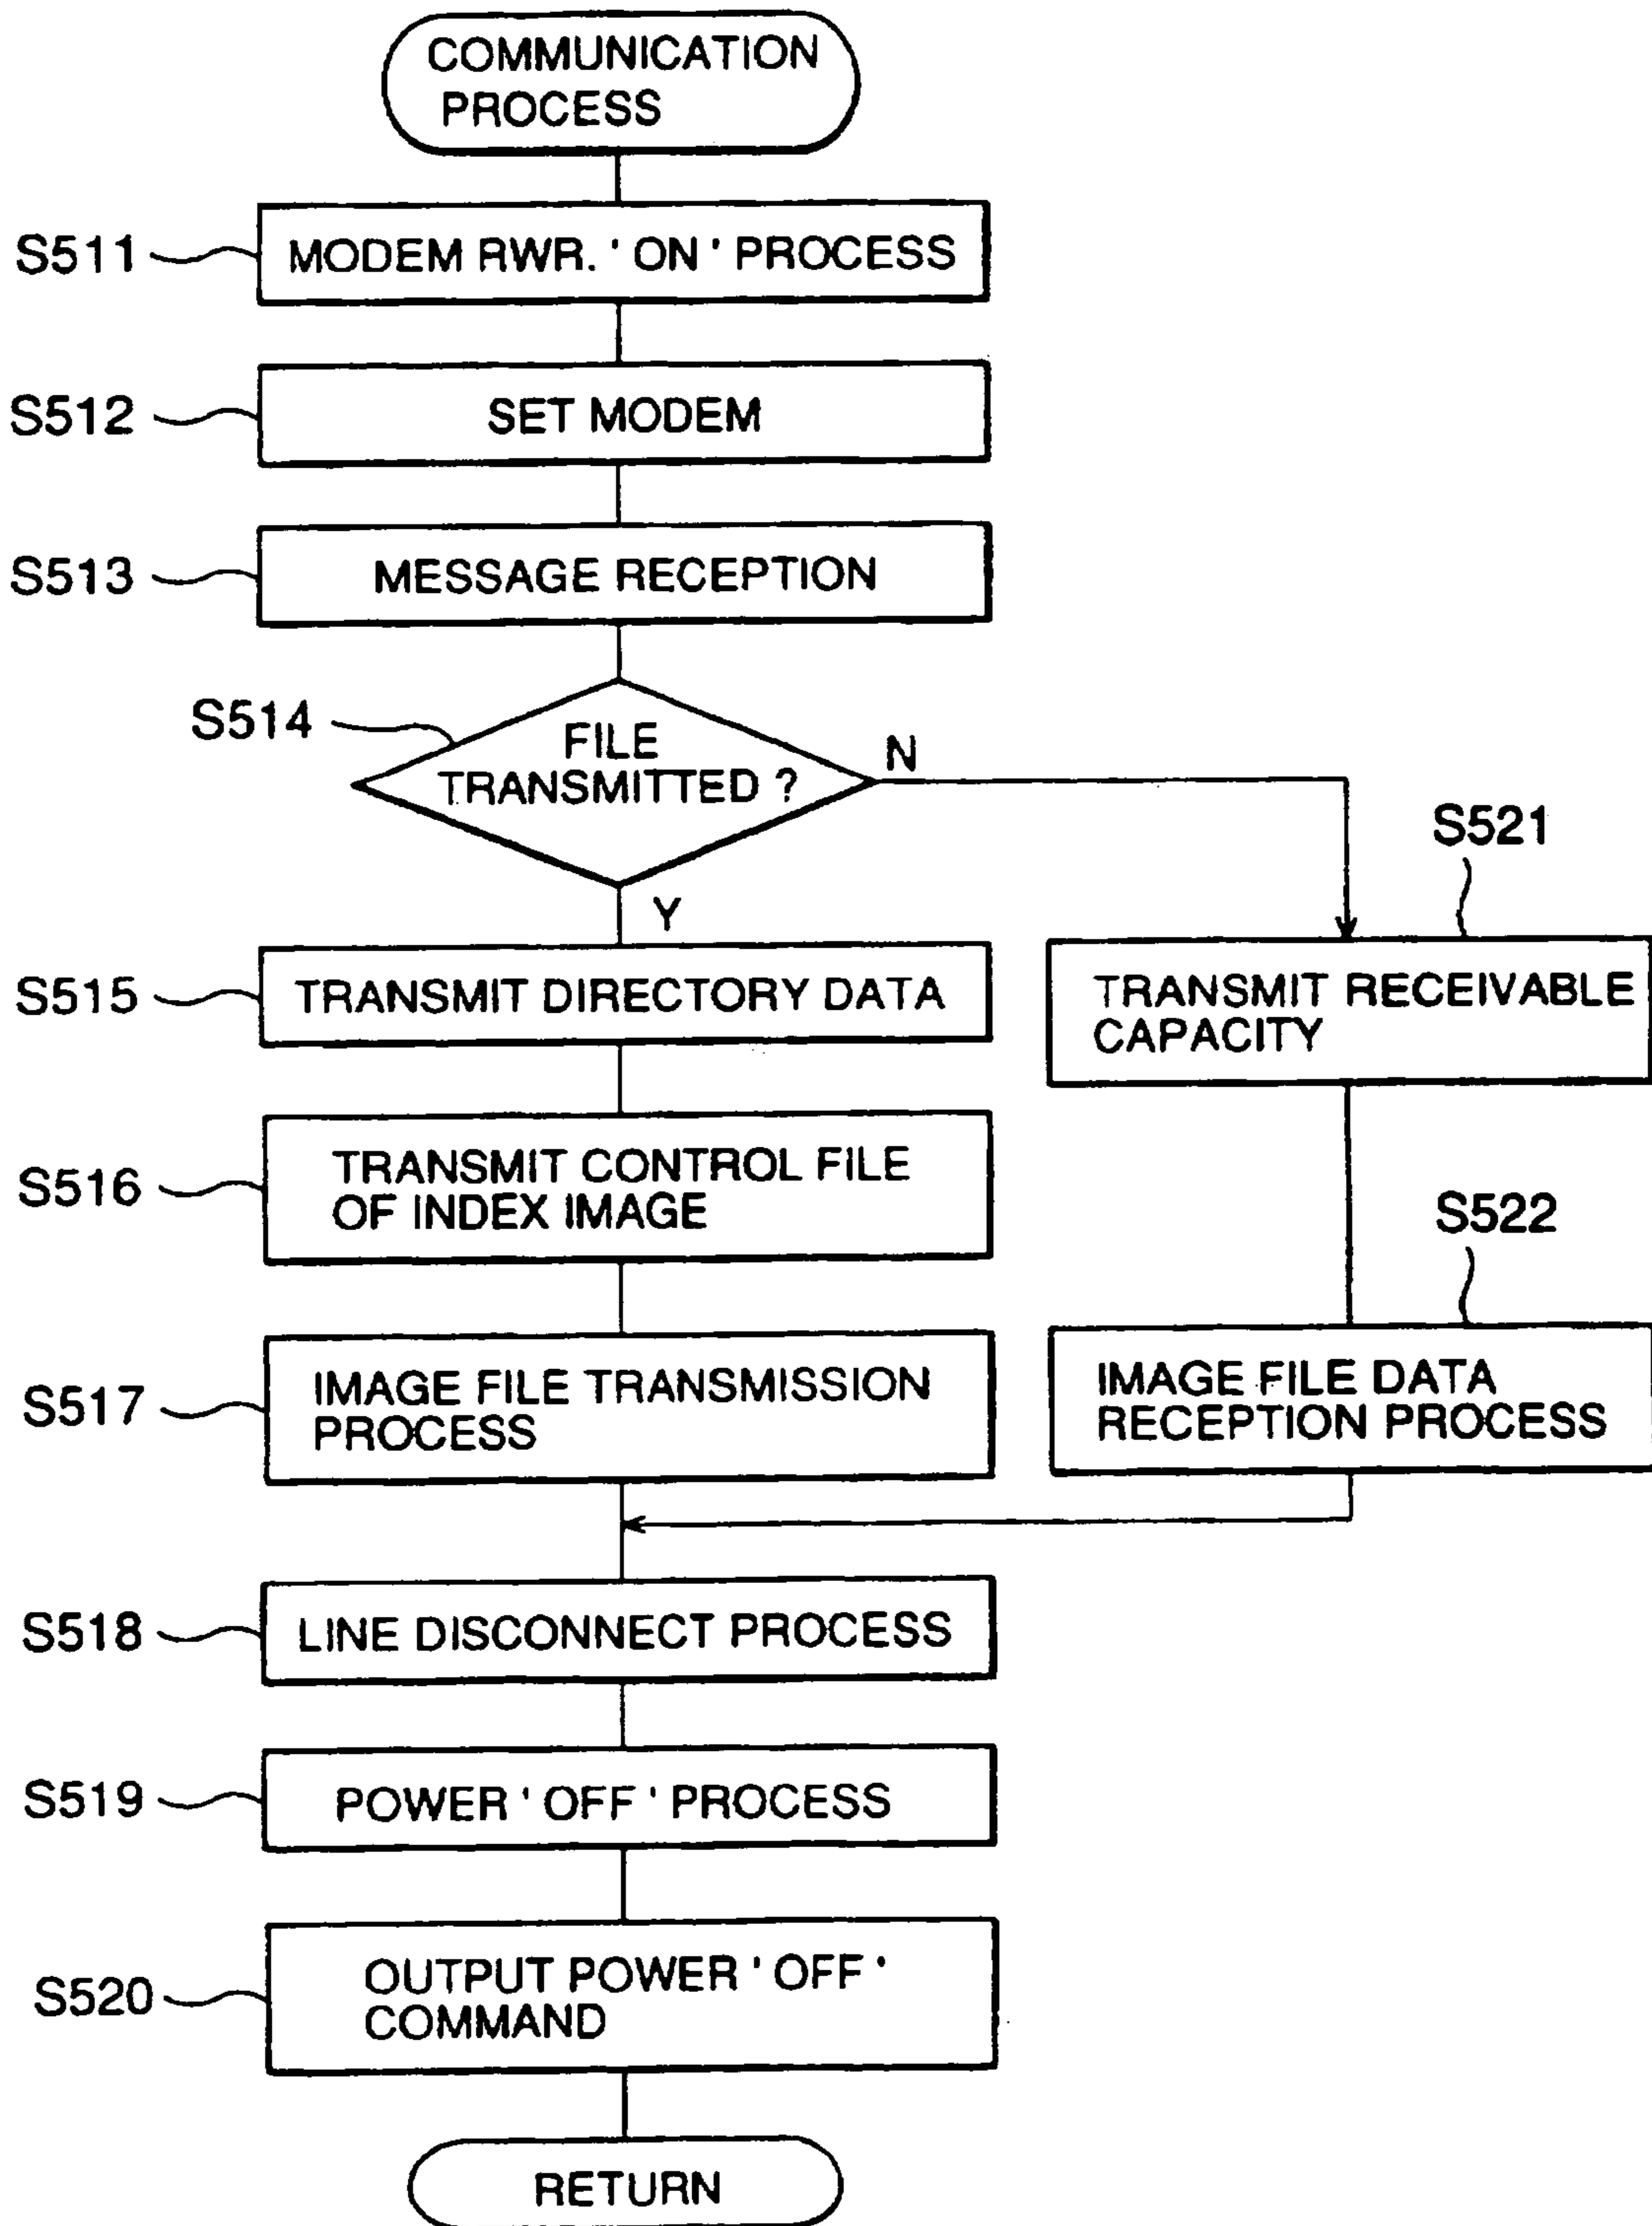 COMMUNICATION
PROCESS
S511
MODEM RWR. ' ON ' PROCESS
S512
SET MODEM
S513
MESSAGE RECEPTION
S514
FILE
TRANSMITTED ?
N
Y
S515
TRANSMIT DIRECTORY DATA
S521
TRANSMIT RECEIVABLE
CAPACITY
S516
TRANSMIT CONTROL FILE
OF INDEX IMAGE
S522
IMAGE FILE DATA
RECEPTION PROCESS
S517
IMAGE FILE TRANSMISSION
PROCESS
S518
LINE DISCONNECT PROCESS
S519
POWER ' OFF ' PROCESS
S520
OUTPUT POWER ' OFF '
COMMAND
RETURN